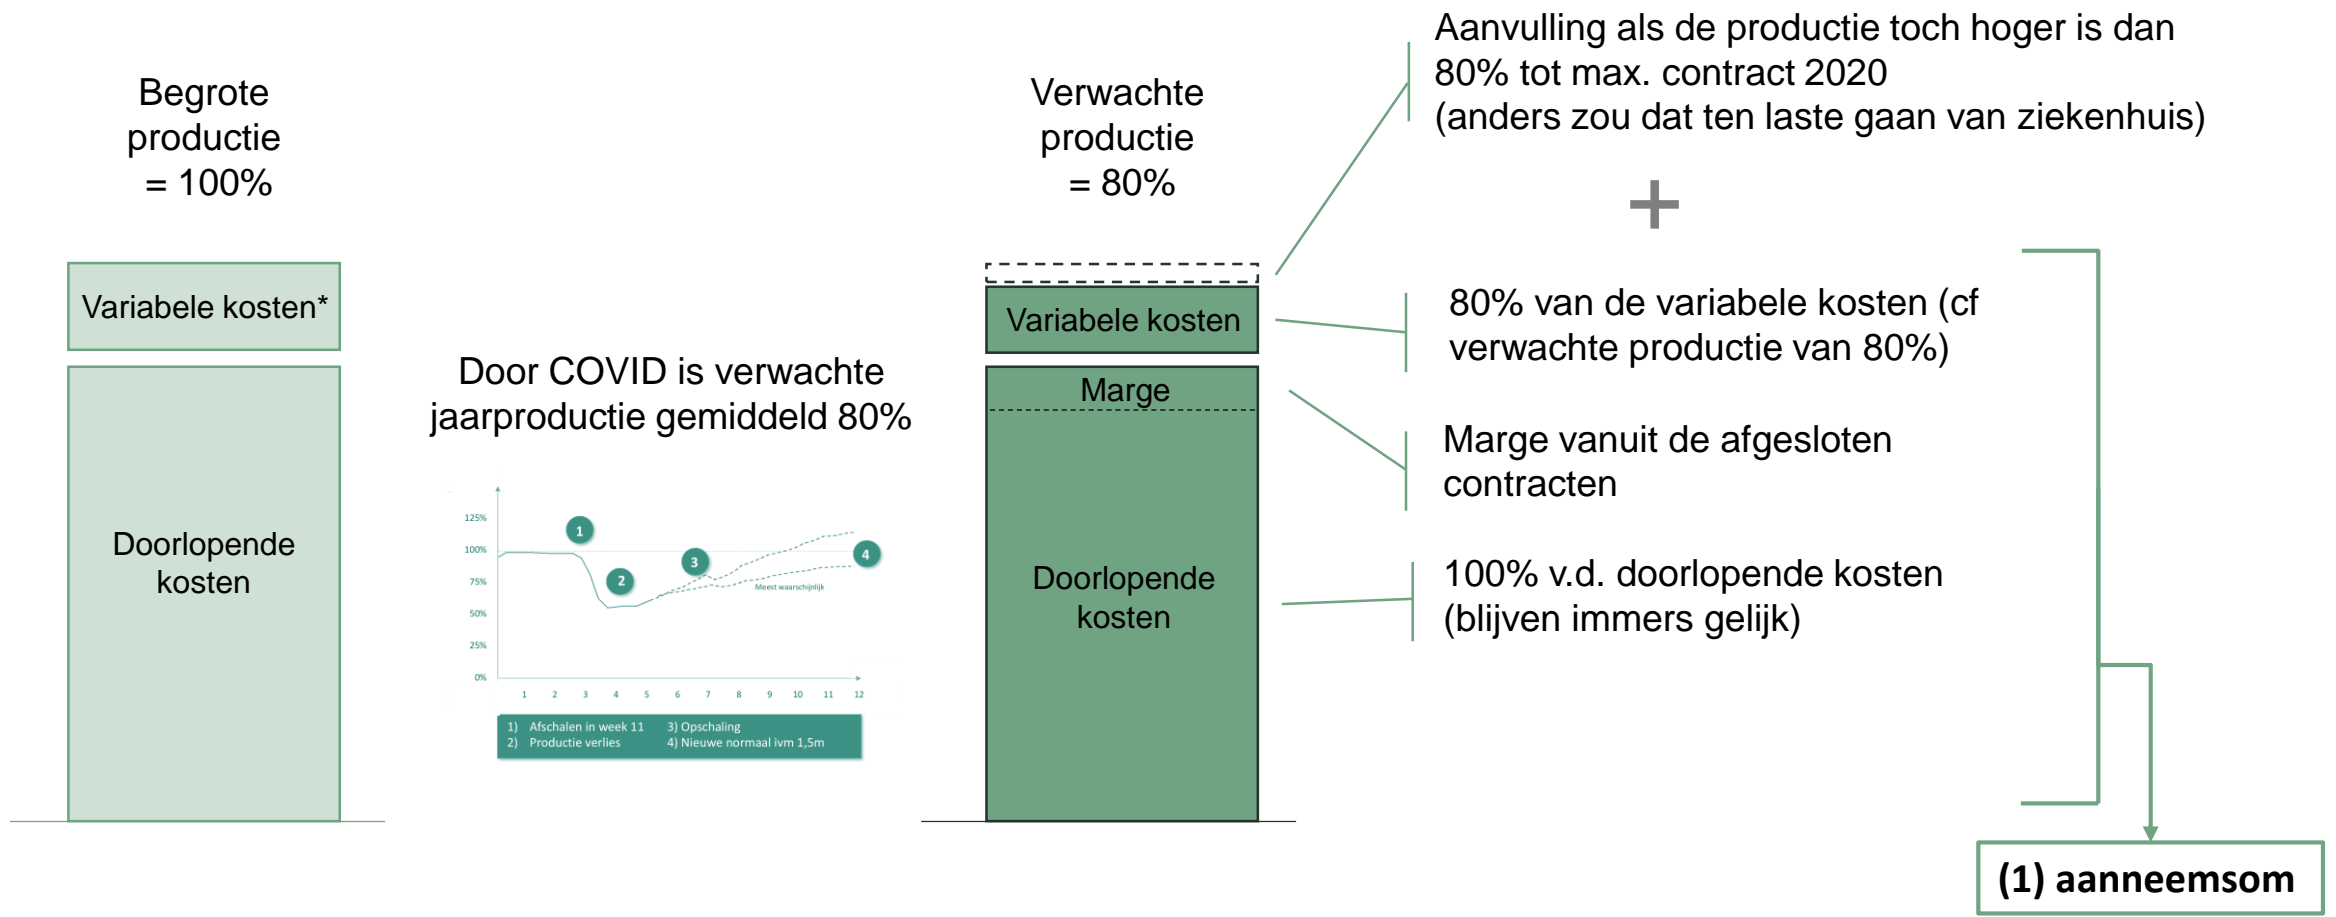 Begrote
productie
= 100%
Variabele kosten*
Doorlopende
kosten
Door COVID is verwachte
jaarproductie gemiddeld 80%
125%
100%
75%
50%
25%
0%
1
2
3
4
Meest waarschijnlijk
1 2 3 4 5 6 7 8 9 10 11 12
1) Afschalen in week 11 3) Opschaling
2) Productie verlies 4) Nieuwe normaal ivm 1,5m
Verwachte
productie
= 80%
Variabele kosten
Marge
Doorlopende
kosten
Aanvulling als de productie toch hoger is dan
80% tot max. contract 2020
(anders zou dat ten laste gaan van ziekenhuis)
+
80% van de variabele kosten (cf
verwachte productie van 80%)
Marge vanuit de afgesloten
contracten
100% v.d. doorlopende kosten
(blijven immers gelijk)
(1) aanneemsom